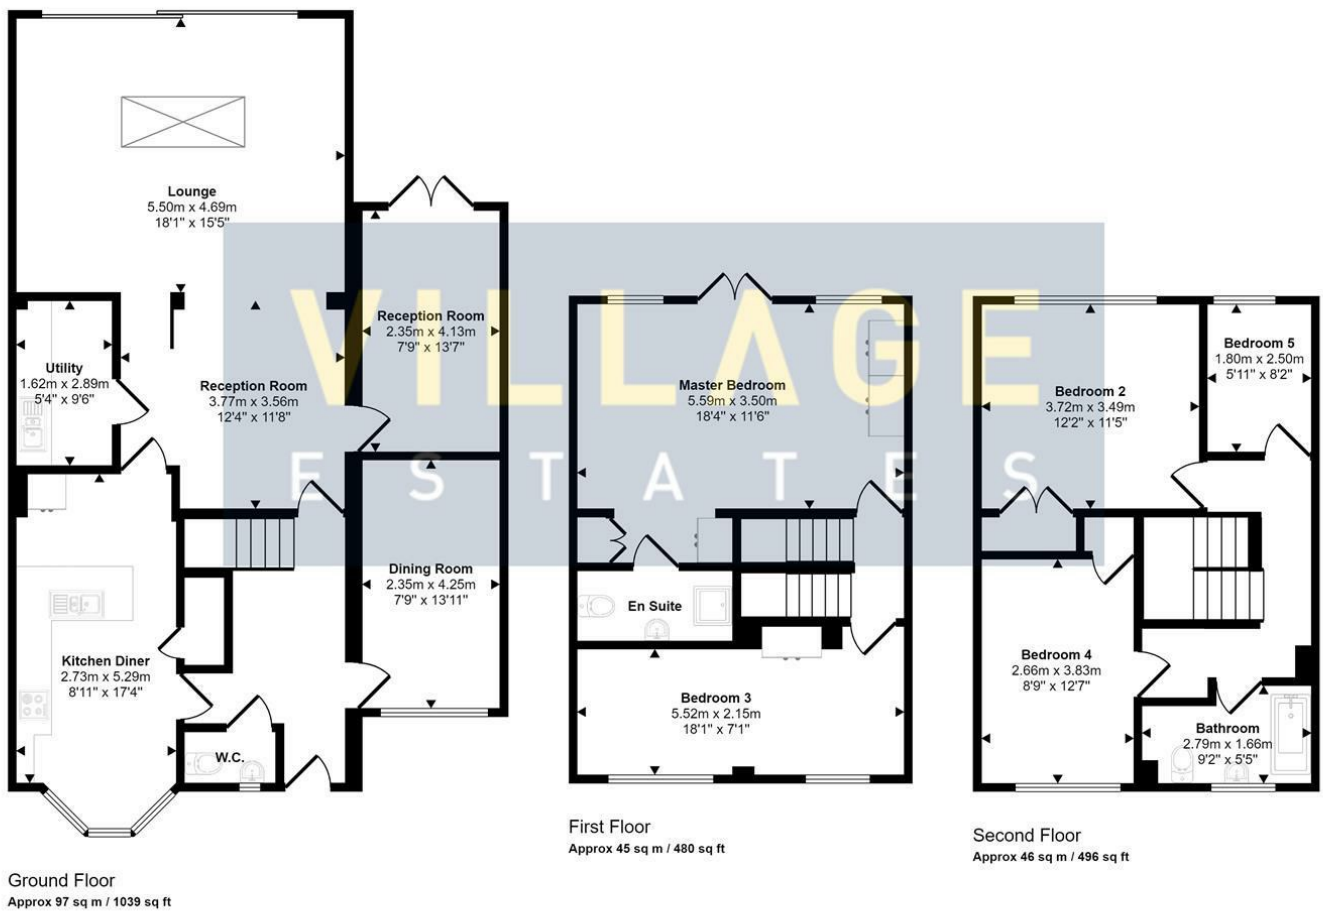 Lounge
5.50m x 4.69m
18'1" x 15'5"
Reception Room
2.35m x 4.13m
7'9" x 13'7"
Utility
1.62m x 2.89m
5'4" x 9'6"
Reception Room
3.77m x 3.56m
12'4" x 11'8"
Dining Room
2.35m x 4.25m
7'9" x 13'11"
Kitchen Diner
2.73m x 5.29m
8'11" x 17'4"
W.C.
Ground Floor
Approx 97 sq m / 1039 sq ft
VILLAGE
ESTATES
Master Bedroom
5.59m x 3.50m
18'4" x 11'6"
En Suite
Bedroom 3
5.52m x 2.15m
18'1" x 7'1"
First Floor
Approx 45 sq m / 480 sq ft
Bedroom 5
1.80m x 2.50m
5'11" x 8'2"
Bedroom 2
3.72m x 3.49m
12'2" x 11'5"
Bedroom 4
2.66m x 3.83m
8'9" x 12'7"
Bathroom
2.79m x 1.66m
9'2" x 5'5"
Second Floor
Approx 46 sq m / 496 sq ft